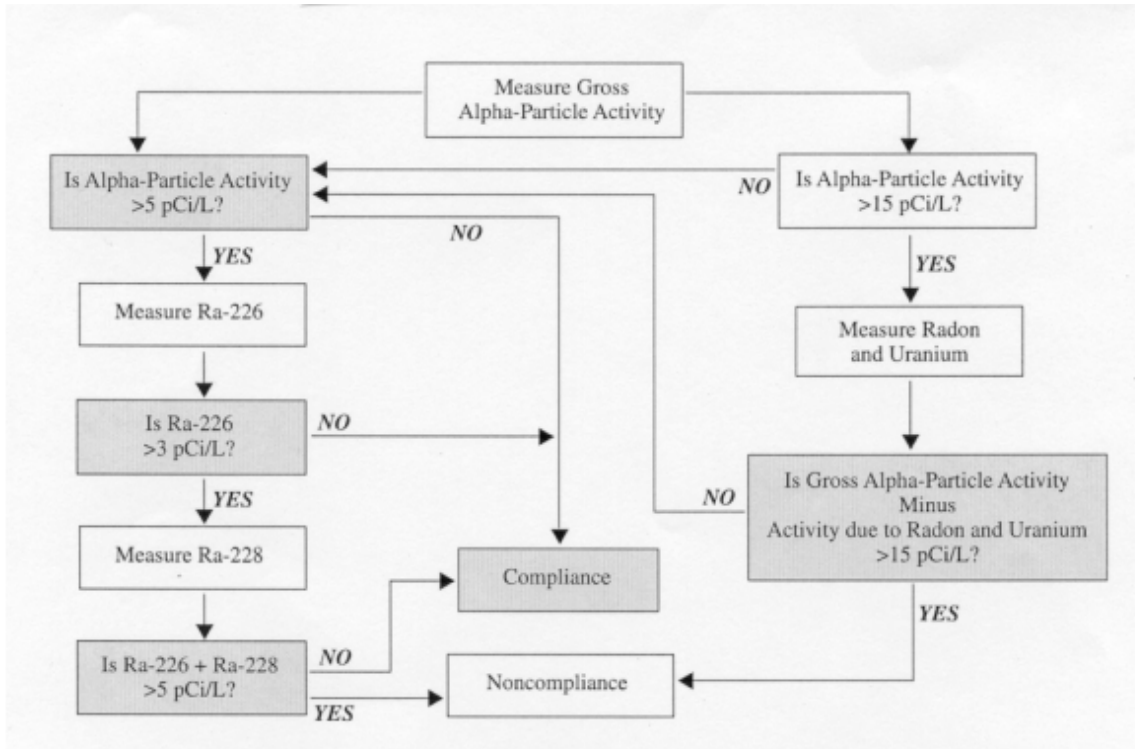 Measure Gross
Alpha-Particle Activity
Is Alpha-Particle Activity
>5 pCi/L?
NO
Is Alpha-Particle Activity
>15 pCi/L?
NO
YES
YES
Measure Ra-226
Measure Radon
and Uranium
Is Ra-226
>3 pCi/L?
NO
YES
Is Gross Alpha-Particle Activity
Minus
Activity due to Radon and Uranium
>15 pCi/L?
NO
Measure Ra-228
Compliance
YES
Is Ra-226 + Ra-228
>5 pCi/L?
NO
YES
Noncompliance